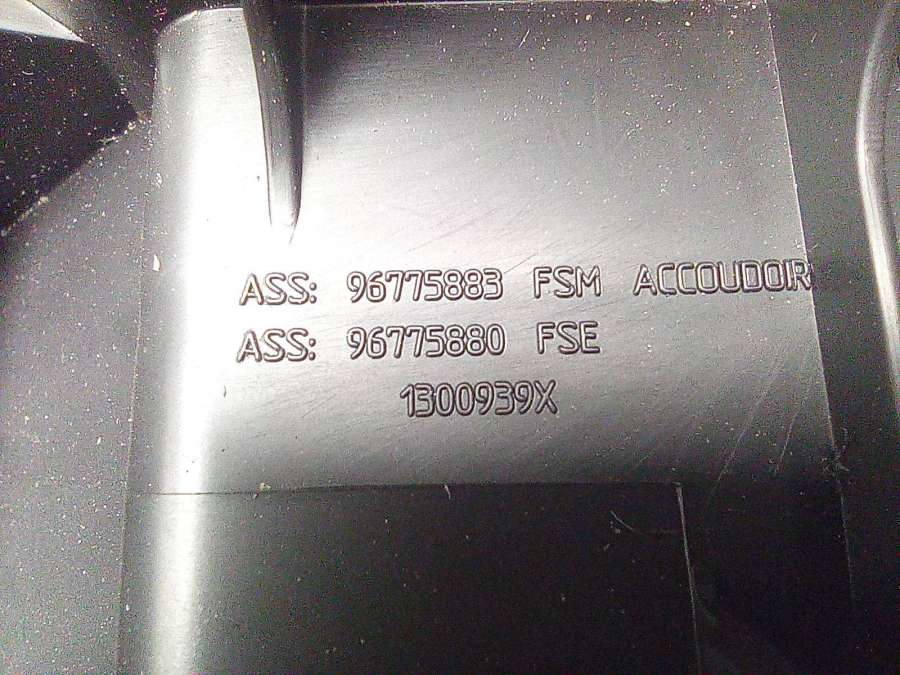 ASS: 96775883 FSM ACCOUDOIR
ASS: 96775880 FSE
1300939X